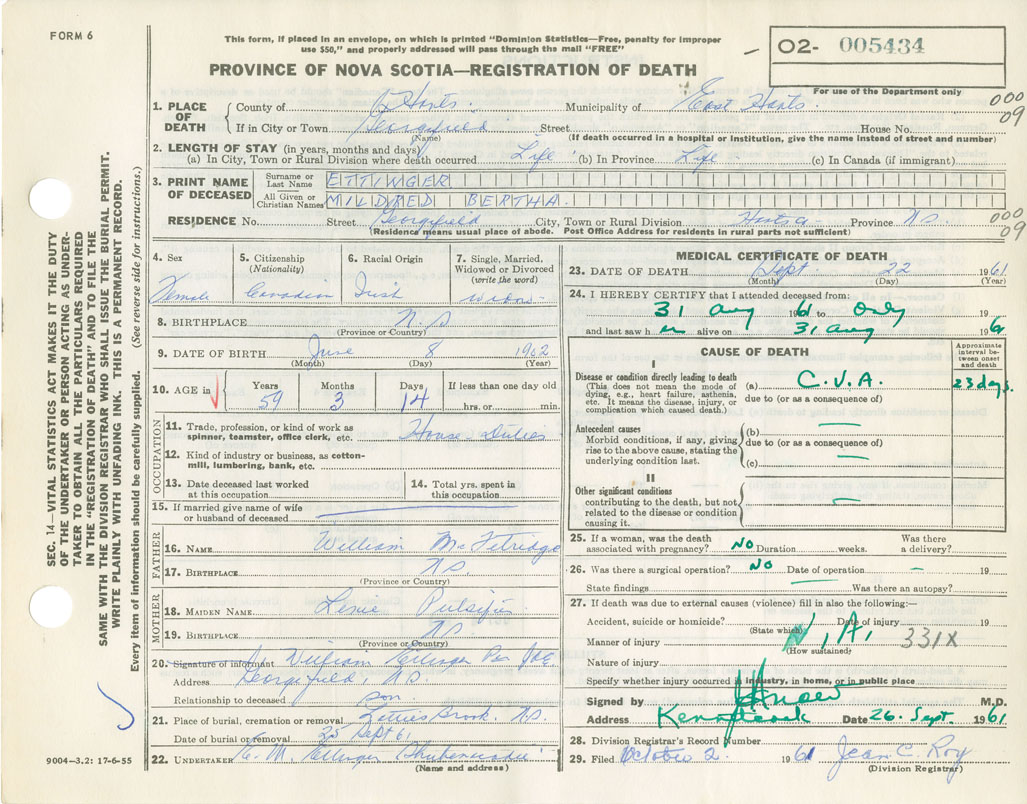 FORM 6
This form, if placed in an envelope, on which is printed "Dominion Statistics—Free, penalty for improper
use $50," and properly addressed will pass through the mail "FREE"
PROVINCE OF NOVA SCOTIA—REGISTRATION OF DEATH
O2- 005434
For use of the Department only
000
09
1. PLACE OF DEATH
County of Hants. Municipality of East Hants.
If in City or Town Georgefield Street House No.
(Name) (If death occurred in a hospital or institution, give the name instead of street and number)
2. LENGTH OF STAY (in years, months and days)
(a) In City, Town or Rural Division where death occurred Life (b) In Province Life (c) In Canada (if immigrant)
3. PRINT NAME OF DECEASED
Surname or Last Name ETTINGER
All Given or Christian Names MILDRED BERTHA.
RESIDENCE No. Street Georgefield City, Town or Rural Division Hants Province N.S.
000
09
(Residence means usual place of abode. Post Office Address for residents in rural parts not sufficient)
4. Sex
Female
5. Citizenship
(Nationality)
Canadian
6. Racial Origin
Irish
7. Single, Married,
Widowed or Divorced
(write the word)
Widow
8. BIRTHPLACE N.S
(Province or Country)
9. DATE OF BIRTH June 8 1902
(Month) (Day) (Year)
10. AGE in
Years Months Days If less than one day old
59 3 14 hrs. or min.
OCCUPATION
11. Trade, profession, or kind of work as
spinner, teamster, office clerk, etc. House Duties
12. Kind of industry or business, as cotton-
mill, lumbering, bank, etc.
13. Date deceased last worked
at this occupation
14. Total yrs. spent in
this occupation
15. If married give name of wife
or husband of deceased
FATHER
16. NAME William McFetridge
17. BIRTHPLACE N.S
(Province or Country)
MOTHER
18. MAIDEN NAME Pulsifer
19. BIRTHPLACE N.S
(Province or Country)
20. Signature of informant William Ettinger Per
Address Georgefield, N.S.
Relationship to deceased son
21. Place of burial, cremation or removal Lattie's Brook. N.S.
Date of burial or removal 25 Sept 61
22. UNDERTAKER E. M. Ettinger Shubenacadie
(Name and address)
MEDICAL CERTIFICATE OF DEATH
23. DATE OF DEATH Sept. 22 1961
(Month) (Day) (Year)
24. I HEREBY CERTIFY that I attended deceased from:
31 Aug 1961 to Only 19
and last saw her alive on 31 Aug 1961
CAUSE OF DEATH
Approximate interval between onset and death
I
Disease or condition directly leading to death
(This does not mean the mode of
dying, e.g., heart failure, asthenia,
etc. It means the disease, injury, or
complication which caused death.)
(a) C.V.A. 23 days.
due to (or as a consequence of)
Antecedent causes
Morbid conditions, if any, giving
rise to the above cause, stating the
underlying condition last.
(b) —
due to (or as a consequence of)
(c) —
II
Other significant conditions
contributing to the death, but not
related to the disease or condition
causing it.
—
25. If a woman, was the death
associated with pregnancy? NO Duration weeks. Was there
a delivery?
26. Was there a surgical operation? NO Date of operation — 19
State findings — Was there an autopsy?
27. If death was due to external causes (violence) fill in also the following:—
Accident, suicide or homicide? Date of injury 19
(State which)
Manner of injury N.A. 331X
(How sustained)
Nature of injury
Specify whether injury occurred in industry, in home, or in public place
Signed by M.D.
Address Kennetcook Date 26. Sept. 1961
28. Division Registrar's Record Number
29. Filed October 2 1961 Jean C. Roy
(Division Registrar)
SEC. 14—VITAL STATISTICS ACT MAKES IT THE DUTY
OF THE UNDERTAKER OR PERSON ACTING AS UNDER-
TAKER TO OBTAIN ALL THE PARTICULARS REQUIRED
IN THE "REGISTRATION OF DEATH" AND TO FILE THE
SAME WITH THE DIVISION REGISTRAR WHO SHALL ISSUE THE BURIAL PERMIT.
WRITE PLAINLY WITH UNFADING INK. THIS IS A PERMANENT RECORD.
Every item of information should be carefully supplied. (See reverse side for instructions.)
9004—3.2: 17-6-55